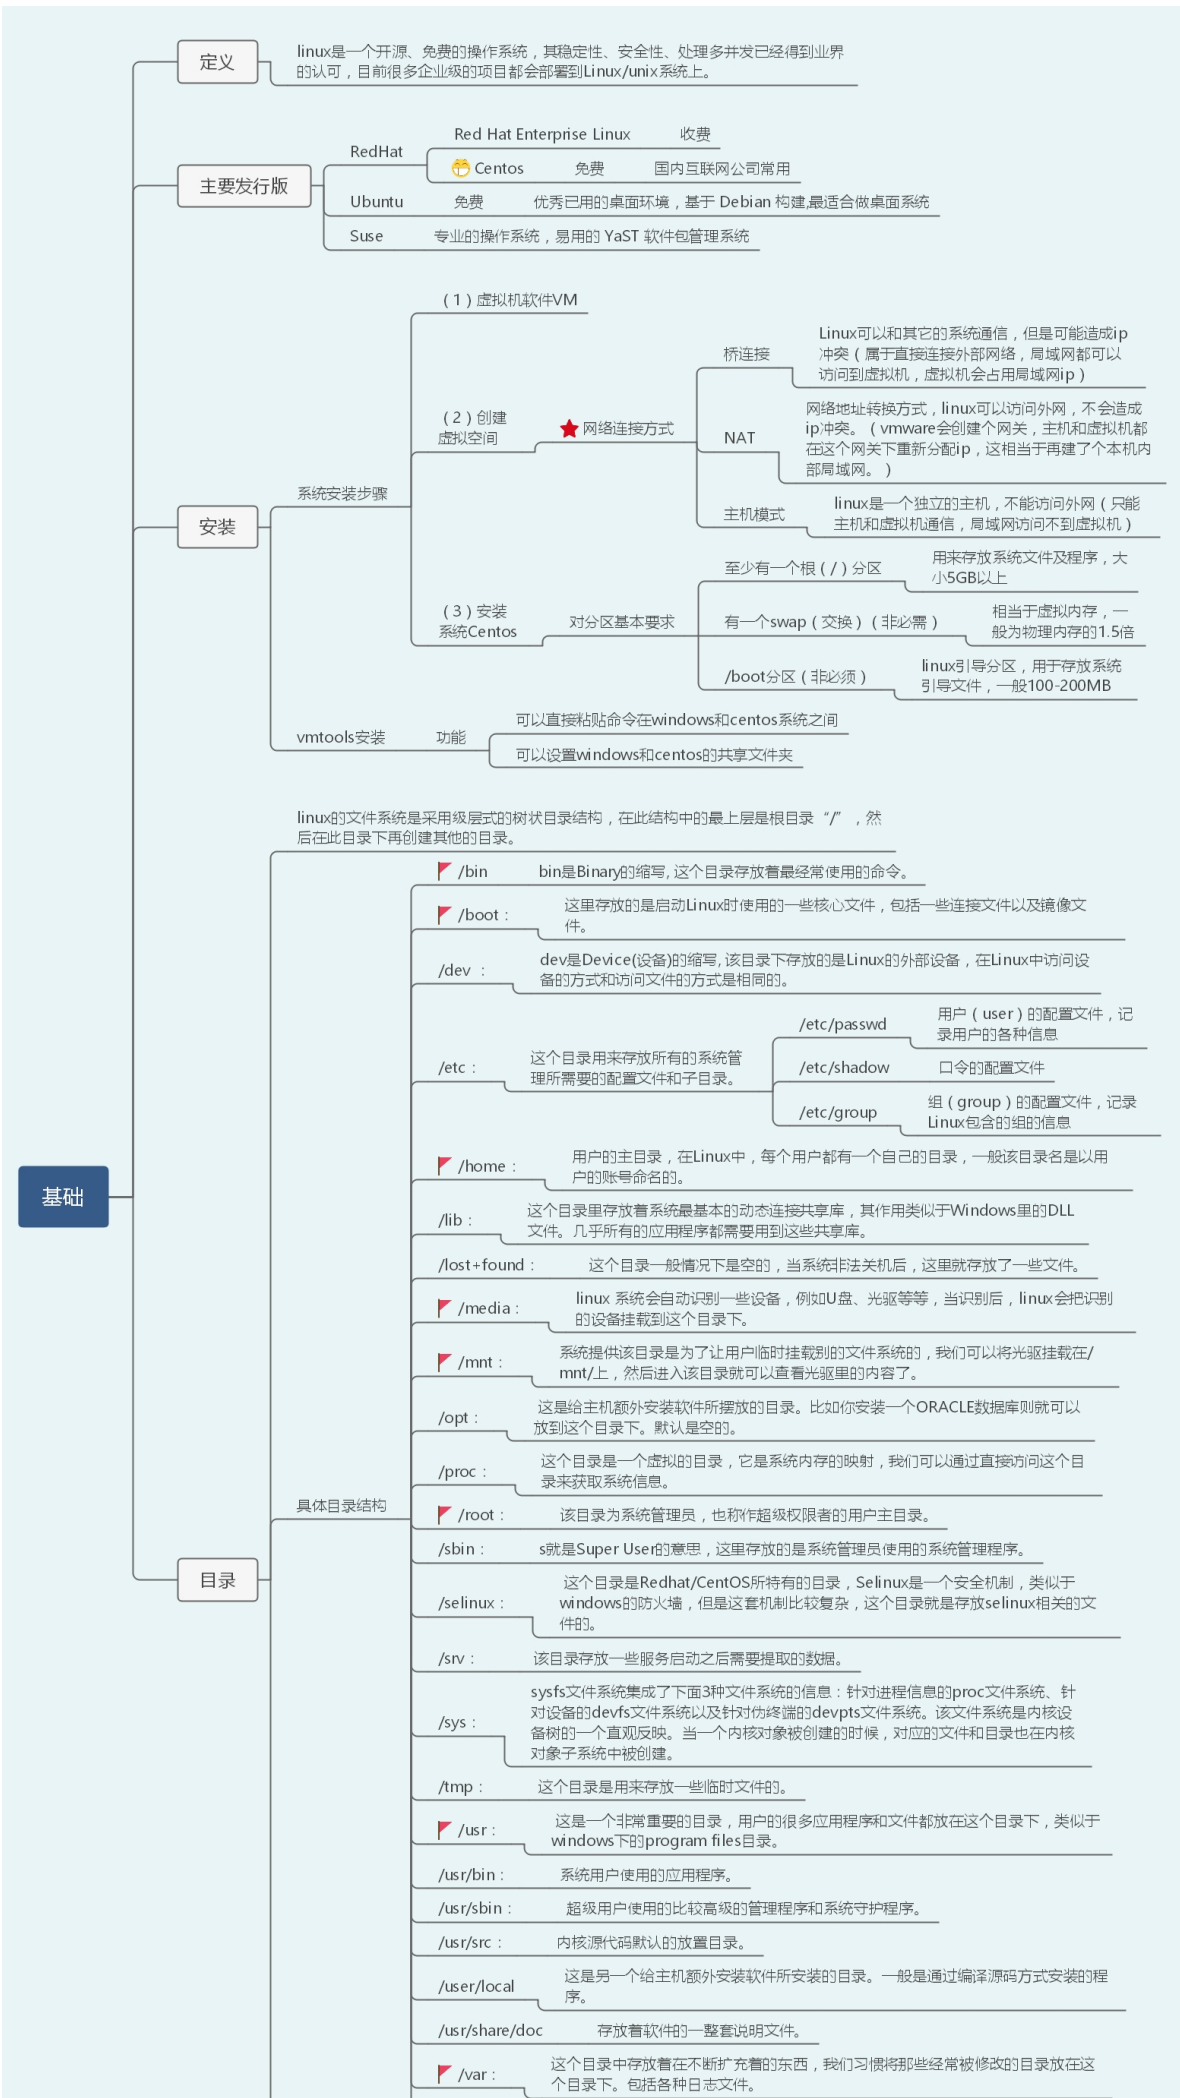 定义
linux是一个开源、免费的操作系统，其稳定性、安全性、处理多并发已经得到业界
的认可，目前很多企业级的项目都会部署到Linux/unix系统上。
主要发行版
RedHat
Red Hat Enterprise Linux 收费
Centos 免费 国内互联网公司常用
Ubuntu 免费 优秀已用的桌面环境，基于 Debian 构建,最适合做桌面系统
Suse 专业的操作系统，易用的 YaST 软件包管理系统
安装
系统安装步骤
（1）虚拟机软件VM
（2）创建
虚拟空间
网络连接方式
桥连接
Linux可以和其它的系统通信，但是可能造成ip
冲突（属于直接连接外部网络，局域网都可以
访问到虚拟机，虚拟机会占用局域网ip）
NAT
网络地址转换方式，linux可以访问外网，不会造成
ip冲突。（vmware会创建个网关，主机和虚拟机都
在这个网关下重新分配ip，这相当于再建了个本机内
部局域网。）
主机模式
linux是一个独立的主机，不能访问外网（只能
主机和虚拟机通信，局域网访问不到虚拟机）
（3）安装
系统Centos
对分区基本要求
至少有一个根（/）分区
用来存放系统文件及程序，大
小5GB以上
有一个swap（交换）（非必需）
相当于虚拟内存，一
般为物理内存的1.5倍
/boot分区（非必须）
linux引导分区，用于存放系统
引导文件，一般100-200MB
vmtools安装 功能
可以直接粘贴命令在windows和centos系统之间
可以设置windows和centos的共享文件夹
基础
目录
linux的文件系统是采用级层式的树状目录结构，在此结构中的最上层是根目录“/”，然
后在此目录下再创建其他的目录。
具体目录结构
/bin bin是Binary的缩写, 这个目录存放着最经常使用的命令。
/boot：
这里存放的是启动Linux时使用的一些核心文件，包括一些连接文件以及镜像文
件。
/dev ：
dev是Device(设备)的缩写, 该目录下存放的是Linux的外部设备，在Linux中访问设
备的方式和访问文件的方式是相同的。
/etc：
这个目录用来存放所有的系统管
理所需要的配置文件和子目录。
/etc/passwd
用户（user）的配置文件，记
录用户的各种信息
/etc/shadow 口令的配置文件
/etc/group
组（group）的配置文件，记录
Linux包含的组的信息
/home：
用户的主目录，在Linux中，每个用户都有一个自己的目录，一般该目录名是以用
户的账号命名的。
/lib：
这个目录里存放着系统最基本的动态连接共享库，其作用类似于Windows里的DLL
文件。几乎所有的应用程序都需要用到这些共享库。
/lost+found： 这个目录一般情况下是空的，当系统非法关机后，这里就存放了一些文件。
/media：
linux 系统会自动识别一些设备，例如U盘、光驱等等，当识别后，linux会把识别
的设备挂载到这个目录下。
/mnt：
系统提供该目录是为了让用户临时挂载别的文件系统的，我们可以将光驱挂载在/
mnt/上，然后进入该目录就可以查看光驱里的内容了。
/opt：
这是给主机额外安装软件所摆放的目录。比如你安装一个ORACLE数据库则就可以
放到这个目录下。默认是空的。
/proc：
这个目录是一个虚拟的目录，它是系统内存的映射，我们可以通过直接访问这个目
录来获取系统信息。
/root： 该目录为系统管理员，也称作超级权限者的用户主目录。
/sbin： s就是Super User的意思，这里存放的是系统管理员使用的系统管理程序。
/selinux：
这个目录是Redhat/CentOS所特有的目录，Selinux是一个安全机制，类似于
windows的防火墙，但是这套机制比较复杂，这个目录就是存放selinux相关的文
件的。
/srv： 该目录存放一些服务启动之后需要提取的数据。
/sys：
sysfs文件系统集成了下面3种文件系统的信息：针对进程信息的proc文件系统、针
对设备的devfs文件系统以及针对伪终端的devpts文件系统。该文件系统是内核设
备树的一个直观反映。当一个内核对象被创建的时候，对应的文件和目录也在内核
对象子系统中被创建。
/tmp： 这个目录是用来存放一些临时文件的。
/usr：
这是一个非常重要的目录，用户的很多应用程序和文件都放在这个目录下，类似于
windows下的program files目录。
/usr/bin： 系统用户使用的应用程序。
/usr/sbin： 超级用户使用的比较高级的管理程序和系统守护程序。
/usr/src： 内核源代码默认的放置目录。
/user/local
这是另一个给主机额外安装软件所安装的目录。一般是通过编译源码方式安装的程
序。
/usr/share/doc 存放着软件的一整套说明文件。
/var：
这个目录中存放着在不断扩充着的东西，我们习惯将那些经常被修改的目录放在这
个目录下。包括各种日志文件。